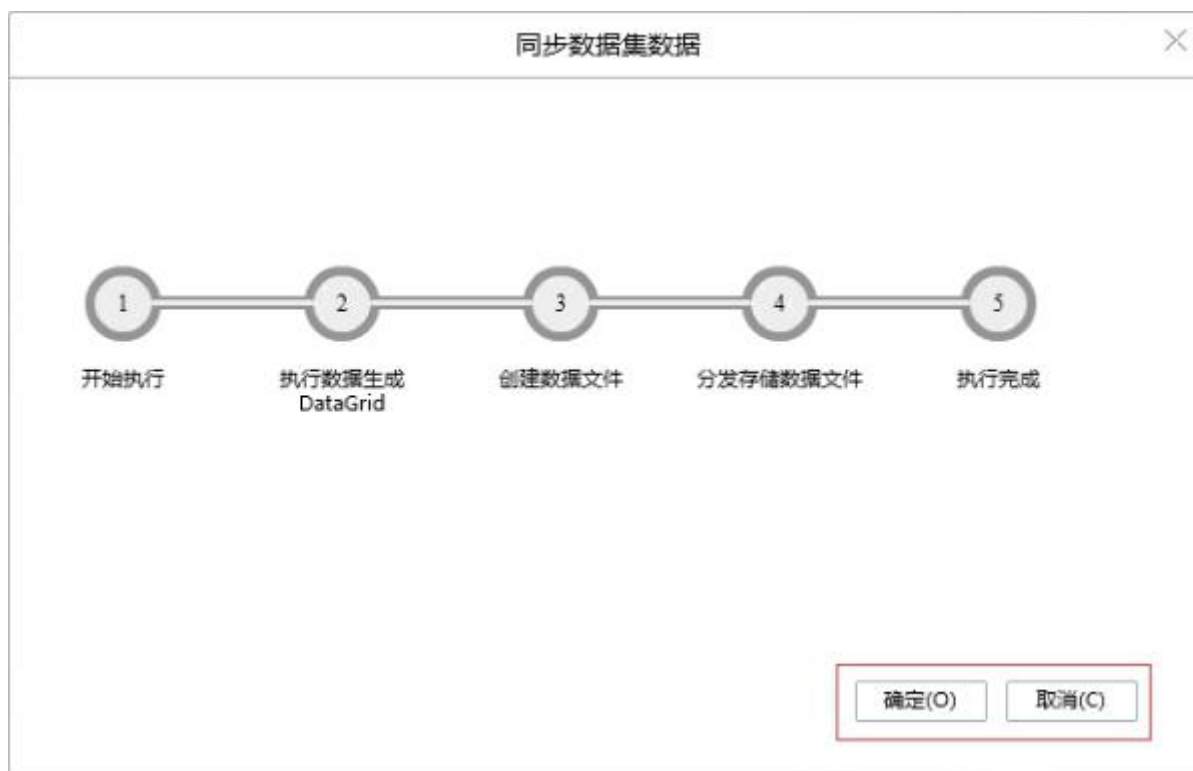 同步数据集数据
1
2
3
4
5
开始执行
执行数据生成
DataGrid
创建数据文件
分发存储数据文件
执行完成
确定(O)
取消(C)